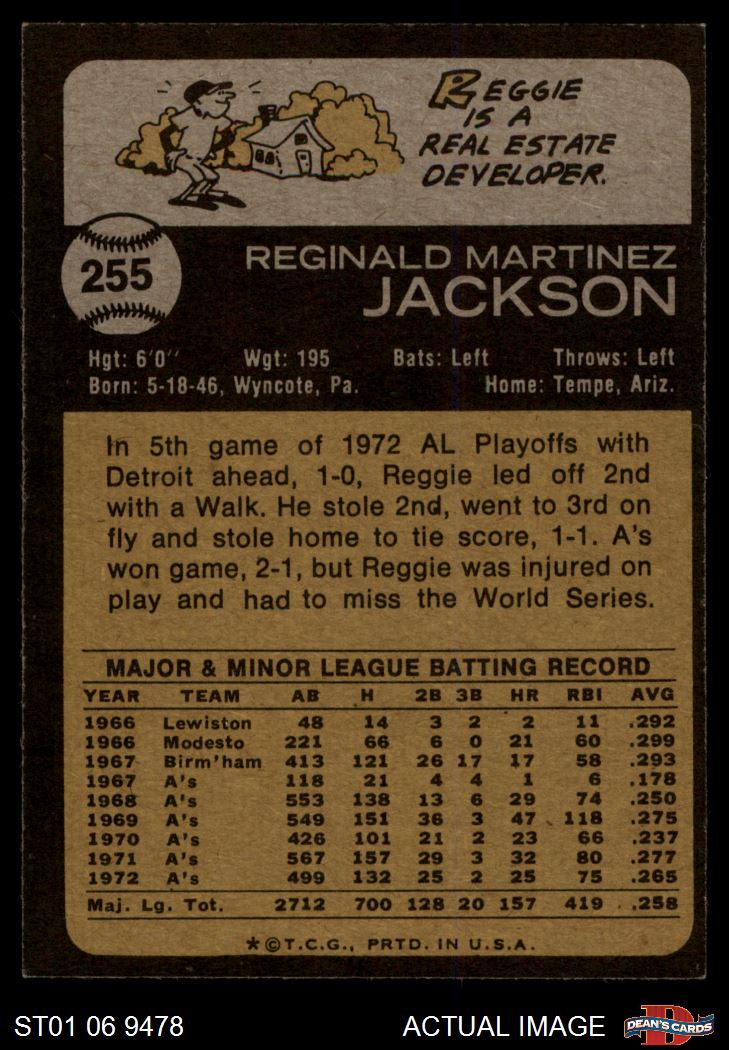 REGGIE
IS A
REAL ESTATE
DEVELOPER.
255
REGINALD MARTINEZ
JACKSON
Hgt: 6'0" Wgt: 195 Bats: Left Throws: Left
Born: 5-18-46, Wyncote, Pa. Home: Tempe, Ariz.
In 5th game of 1972 AL Playoffs with
Detroit ahead, 1-0, Reggie led off 2nd
with a Walk. He stole 2nd, went to 3rd on
fly and stole home to tie score, 1-1. A's
won game, 2-1, but Reggie was injured on
play and had to miss the World Series.
MAJOR & MINOR LEAGUE BATTING RECORD
YEAR TEAM AB H 2B 3B HR RBI AVG
1966 Lewiston 48 14 3 2 2 11 .292
1966 Modesto 221 66 6 0 21 60 .299
1967 Birm'ham 413 121 26 17 17 58 .293
1967 A's 118 21 4 4 1 6 .178
1968 A's 553 138 13 6 29 74 .250
1969 A's 549 151 36 3 47 118 .275
1970 A's 426 101 21 2 23 66 .237
1971 A's 567 157 29 3 32 80 .277
1972 A's 499 132 25 2 25 75 .265
Maj. Lg. Tot. 2712 700 128 20 157 419 .258
*©T.C.G., PRTD. IN U.S.A.
ST01 06 9478 ACTUAL IMAGE DEAN'S CARDS